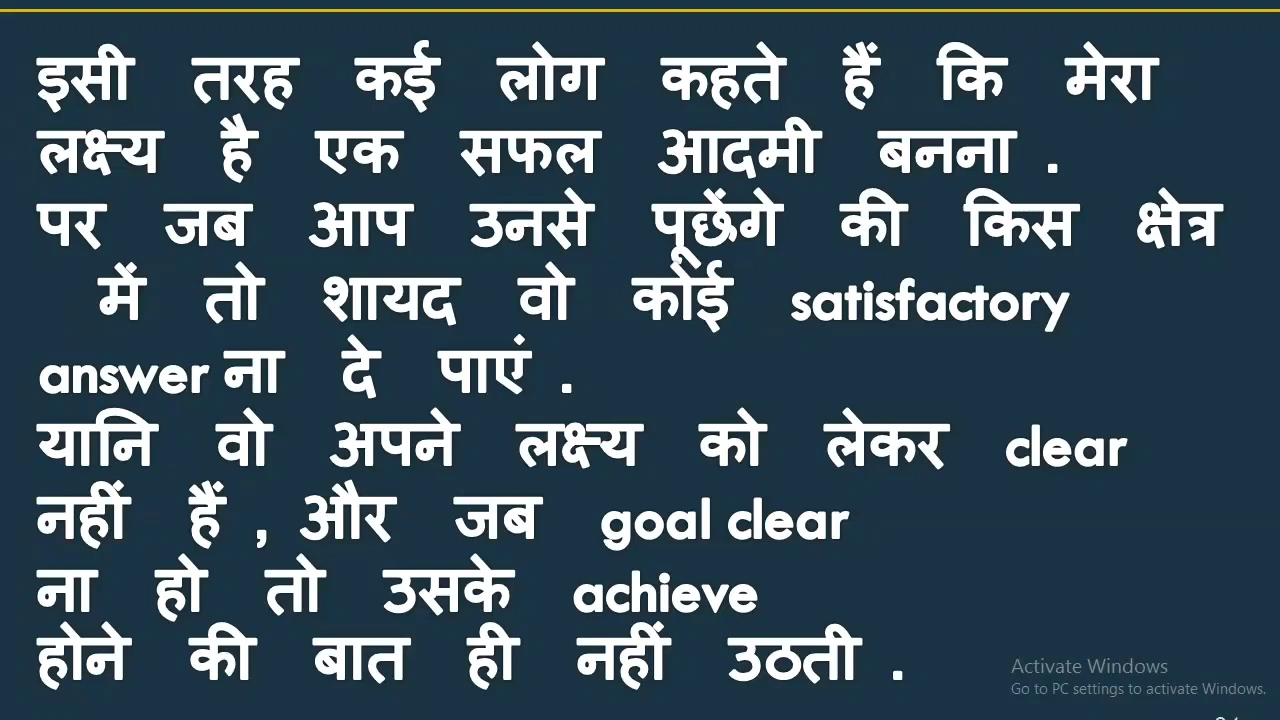 इसी तरह कई लोग कहते हैं कि मेरा
लक्ष्य है एक सफल आदमी बनना .
पर जब आप उनसे पूछेंगे की किस क्षेत्र
में तो शायद वो कोई satisfactory
answer ना दे पाएं .
यानि वो अपने लक्ष्य को लेकर clear
नहीं हैं , और जब goal clear
ना हो तो उसके achieve
होने की बात ही नहीं उठती .
Activate Windows
Go to PC settings to activate Windows.